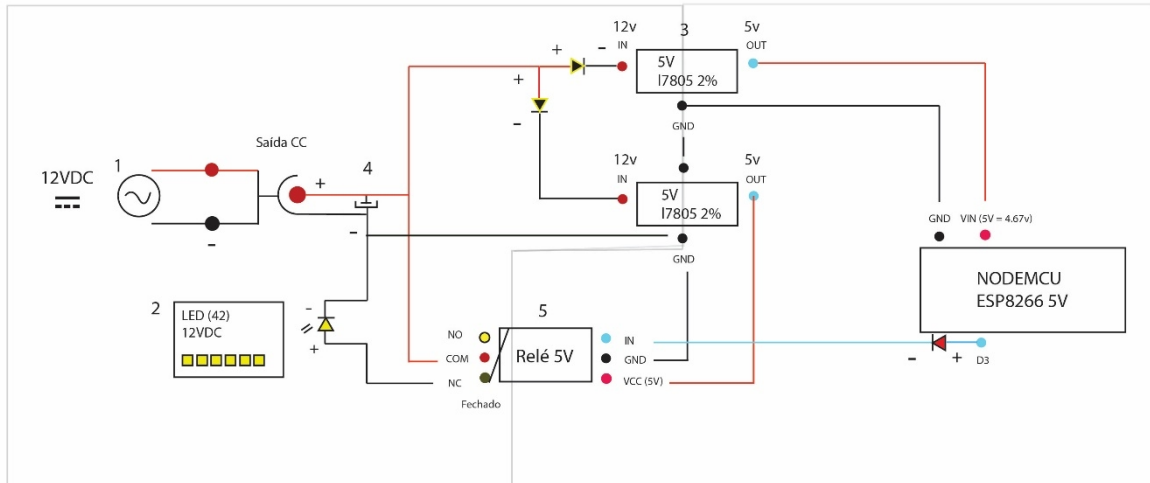 12v
3
5v
IN
OUT
5V
l7805 2%
GND
+
-
+
-
Saída CC
1
12VDC
4
+
-
-
12v
5v
IN
OUT
5V
l7805 2%
GND
GND
VIN (5V = 4.67v)
NODEMCU
ESP8266 5V
-
+
D3
2
LED (42)
12VDC
-
+
5
NO
COM
NC
Fechado
Relé 5V
IN
GND
VCC (5V)